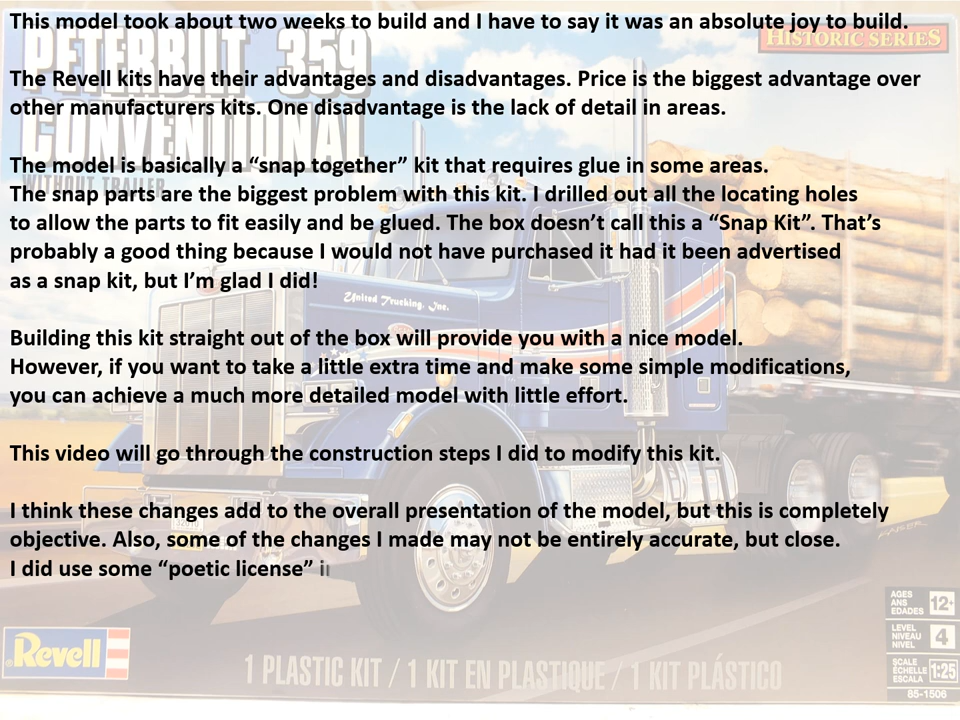 This model took about two weeks to build and I have to say it was an absolute joy to build.
PETERBILT 359
HISTORIC SERIES
The Revell kits have their advantages and disadvantages. Price is the biggest advantage over
other manufacturers kits. One disadvantage is the lack of detail in areas.
CONVENTIONAL
The model is basically a “snap together” kit that requires glue in some areas.
WITHOUT TRAILER
The snap parts are the biggest problem with this kit. I drilled out all the locating holes
to allow the parts to fit easily and be glued. The box doesn’t call this a “Snap Kit”. That’s
probably a good thing because I would not have purchased it had it been advertised
as a snap kit, but I’m glad I did!
United Trucking, Inc.
Building this kit straight out of the box will provide you with a nice model.
However, if you want to take a little extra time and make some simple modifications,
you can achieve a much more detailed model with little effort.
This video will go through the construction steps I did to modify this kit.
I think these changes add to the overall presentation of the model, but this is completely
objective. Also, some of the changes I made may not be entirely accurate, but close.
I did use some “poetic license” i
AGES
ANS
EDADES
12+
LEVEL
NIVEAU
NIVEL
4
SCALE
ÉCHELLE
ESCALA
1:25
85-1506
Revell
1 PLASTIC KIT / 1 KIT EN PLASTIQUE / 1 KIT PLÁSTICO